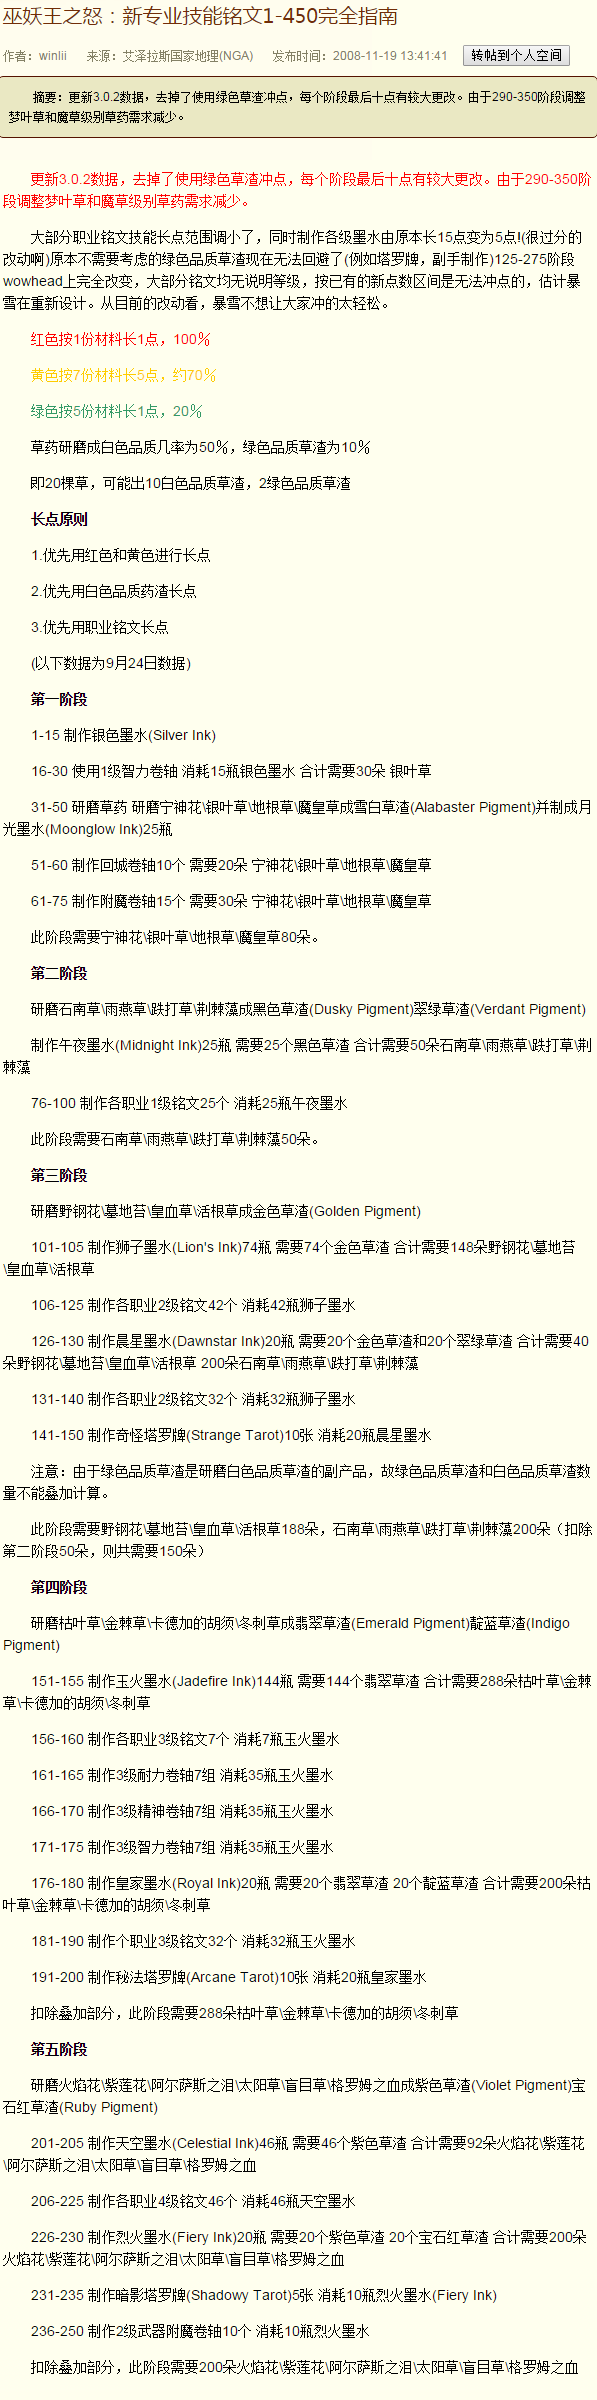 巫妖王之怒：新专业技能铭文1-450完全指南
作者：winlii 来源：艾泽拉斯国家地理(NGA) 发布时间：2008-11-19 13:41:41 转帖到个人空间
摘要：更新3.0.2数据，去掉了使用绿色草渣冲点，每个阶段最后十点有较大更改。由于290-350阶段调整
梦叶草和魔草级别草药需求减少。
更新3.0.2数据，去掉了使用绿色草渣冲点，每个阶段最后十点有较大更改。由于290-350阶
段调整梦叶草和魔草级别草药需求减少。
大部分职业铭文技能长点范围调小了，同时制作各级墨水由原本长15点变为5点!(很过分的
改动啊)原本不需要考虑的绿色品质草渣现在无法回避了(例如塔罗牌，副手制作)125-275阶段
wowhead上完全改变，大部分铭文均无说明等级，按已有的新点数区间是无法冲点的，估计暴
雪在重新设计。从目前的改动看，暴雪不想让大家冲的太轻松。
红色按1份材料长1点，100％
黄色按7份材料长5点，约70％
绿色按5份材料长1点，20％
草药研磨成白色品质几率为50％，绿色品质草渣为10％
即20棵草，可能出10白色品质草渣，2绿色品质草渣
长点原则
1.优先用红色和黄色进行长点
2.优先用白色品质药渣长点
3.优先用职业铭文长点
(以下数据为9月24日数据)
第一阶段
1-15 制作银色墨水(Silver Ink)
16-30 使用1级智力卷轴 消耗15瓶银色墨水 合计需要30朵 银叶草
31-50 研磨草药 研磨宁神花\银叶草\地根草\魔皇草成雪白草渣(Alabaster Pigment)并制成月
光墨水(Moonglow Ink)25瓶
51-60 制作回城卷轴10个 需要20朵 宁神花\银叶草\地根草\魔皇草
61-75 制作附魔卷轴15个 需要30朵 宁神花\银叶草\地根草\魔皇草
此阶段需要宁神花\银叶草\地根草\魔皇草80朵。
第二阶段
研磨石南草\雨燕草\跌打草\荆棘藻成黑色草渣(Dusky Pigment)翠绿草渣(Verdant Pigment)
制作午夜墨水(Midnight Ink)25瓶 需要25个黑色草渣 合计需要50朵石南草\雨燕草\跌打草\荆
棘藻
76-100 制作各职业1级铭文25个 消耗25瓶午夜墨水
此阶段需要石南草\雨燕草\跌打草\荆棘藻50朵。
第三阶段
研磨野钢花\墓地苔\皇血草\活根草成金色草渣(Golden Pigment)
101-105 制作狮子墨水(Lion's Ink)74瓶 需要74个金色草渣 合计需要148朵野钢花\墓地苔
\皇血草\活根草
106-125 制作各职业2级铭文42个 消耗42瓶狮子墨水
126-130 制作晨星墨水(Dawnstar Ink)20瓶 需要20个金色草渣和20个翠绿草渣 合计需要40
朵野钢花\墓地苔\皇血草\活根草 200朵石南草\雨燕草\跌打草\荆棘藻
131-140 制作各职业2级铭文32个 消耗32瓶狮子墨水
141-150 制作奇怪塔罗牌(Strange Tarot)10张 消耗20瓶晨星墨水
注意：由于绿色品质草渣是研磨白色品质草渣的副产品，故绿色品质草渣和白色品质草渣数
量不能叠加计算。
此阶段需要野钢花\墓地苔\皇血草\活根草188朵，石南草\雨燕草\跌打草\荆棘藻200朵（扣除
第二阶段50朵，则共需要150朵）
第四阶段
研磨枯叶草\金棘草\卡德加的胡须\冬刺草成翡翠草渣(Emerald Pigment)靛蓝草渣(Indigo
Pigment)
151-155 制作玉火墨水(Jadefire Ink)144瓶 需要144个翡翠草渣 合计需要288朵枯叶草\金棘
草\卡德加的胡须\冬刺草
156-160 制作各职业3级铭文7个 消耗7瓶玉火墨水
161-165 制作3级耐力卷轴7组 消耗35瓶玉火墨水
166-170 制作3级精神卷轴7组 消耗35瓶玉火墨水
171-175 制作3级智力卷轴7组 消耗35瓶玉火墨水
176-180 制作皇家墨水(Royal Ink)20瓶 需要20个翡翠草渣 20个靛蓝草渣 合计需要200朵枯
叶草\金棘草\卡德加的胡须\冬刺草
181-190 制作个职业3级铭文32个 消耗32瓶玉火墨水
191-200 制作秘法塔罗牌(Arcane Tarot)10张 消耗20瓶皇家墨水
扣除叠加部分，此阶段需要288朵枯叶草\金棘草\卡德加的胡须\冬刺草
第五阶段
研磨火焰花\紫莲花\阿尔萨斯之泪\太阳草\盲目草\格罗姆之血成紫色草渣(Violet Pigment)宝
石红草渣(Ruby Pigment)
201-205 制作天空墨水(Celestial Ink)46瓶 需要46个紫色草渣 合计需要92朵火焰花\紫莲花
\阿尔萨斯之泪\太阳草\盲目草\格罗姆之血
206-225 制作各职业4级铭文46个 消耗46瓶天空墨水
226-230 制作烈火墨水(Fiery Ink)20瓶 需要20个紫色草渣 20个宝石红草渣 合计需要200朵
火焰花\紫莲花\阿尔萨斯之泪\太阳草\盲目草\格罗姆之血
231-235 制作暗影塔罗牌(Shadowy Tarot)5张 消耗10瓶烈火墨水(Fiery Ink)
236-250 制作2级武器附魔卷轴10个 消耗10瓶烈火墨水
扣除叠加部分，此阶段需要200朵火焰花\紫莲花\阿尔萨斯之泪\太阳草\盲目草\格罗姆之血